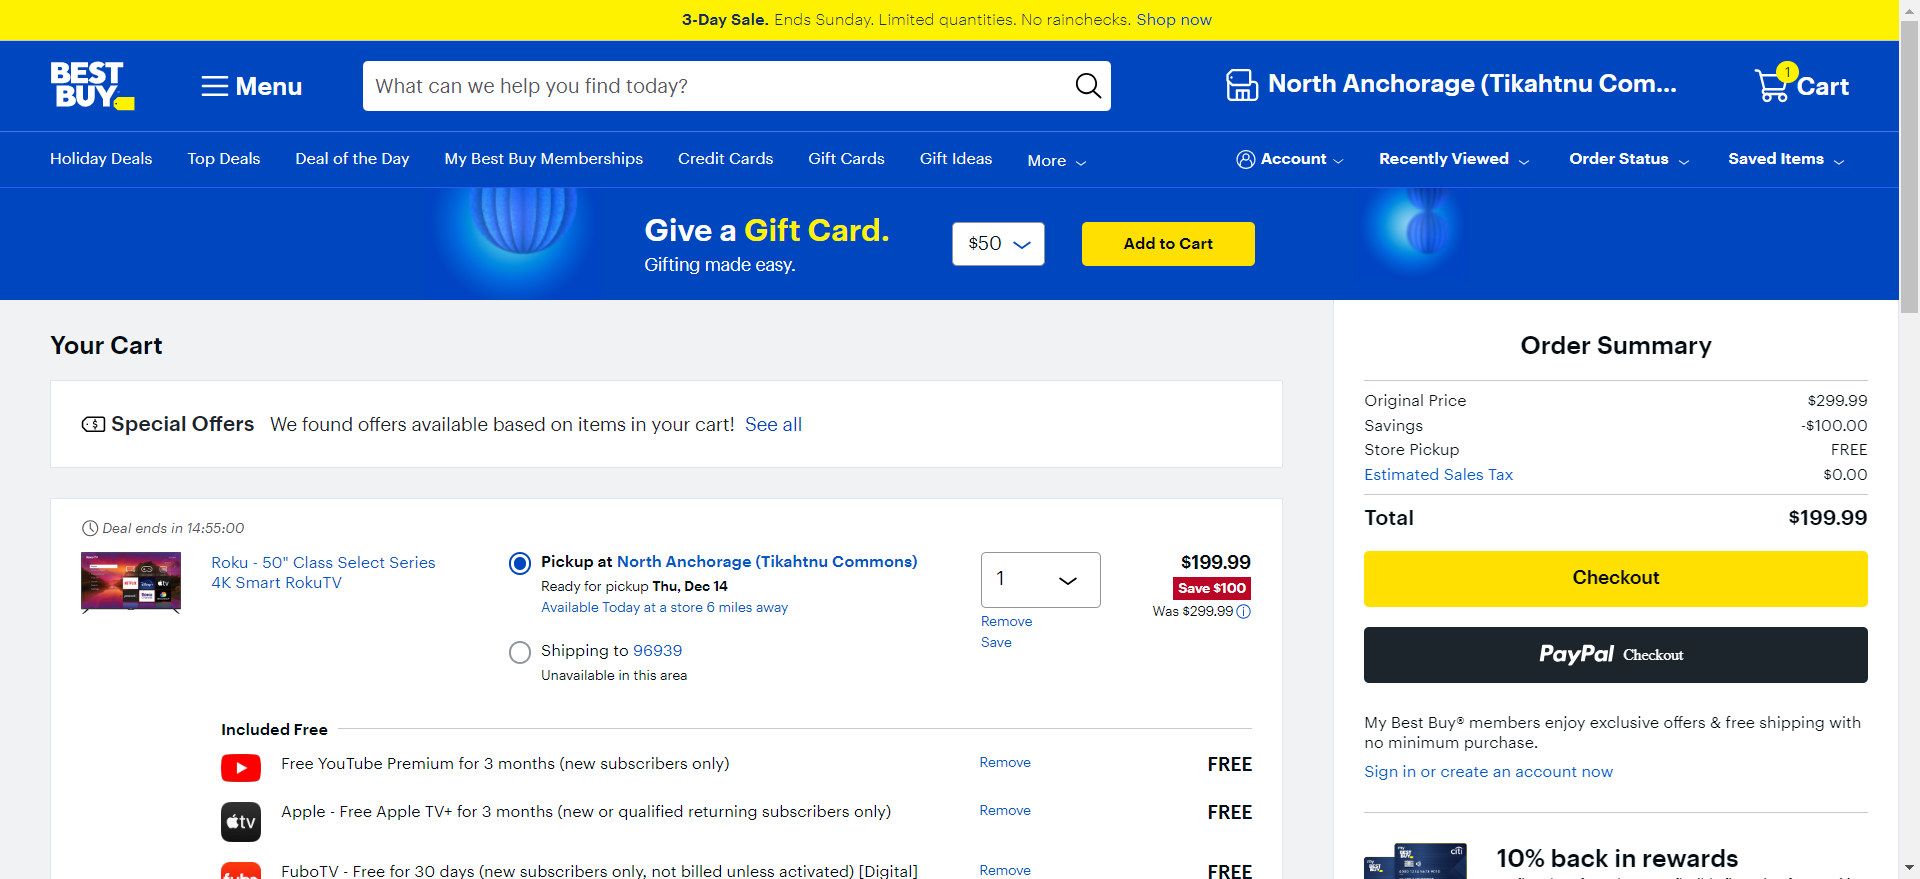 3-Day Sale. Ends Sunday. Limited quantities. No rainchecks. Shop now
BEST BUY
Menu
What can we help you find today?
North Anchorage (Tikahtnu Com...
1
Cart
Holiday Deals
Top Deals
Deal of the Day
My Best Buy Memberships
Credit Cards
Gift Cards
Gift Ideas
More
Account
Recently Viewed
Order Status
Saved Items
Give a Gift Card.
Gifting made easy.
$50
Add to Cart
Your Cart
Special Offers We found offers available based on items in your cart! See all
Deal ends in 14:55:00
Roku - 50" Class Select Series
4K Smart RokuTV
Pickup at North Anchorage (Tikahtnu Commons)
Ready for pickup Thu, Dec 14
Available Today at a store 6 miles away
Shipping to 96939
Unavailable in this area
1
Remove
Save
$199.99
Save $100
Was $299.99
Included Free
Free YouTube Premium for 3 months (new subscribers only)
Remove
FREE
tv
Apple - Free Apple TV+ for 3 months (new or qualified returning subscribers only)
Remove
FREE
FuboTV - Free for 30 days (new subscribers only, not billed unless activated) [Digital]
Remove
FREE
Order Summary
Original Price $299.99
Savings -$100.00
Store Pickup FREE
Estimated Sales Tax $0.00
Total $199.99
Checkout
PayPal Checkout
My Best Buy® members enjoy exclusive offers & free shipping with
no minimum purchase.
Sign in or create an account now
BEST BUY
citi
10% back in rewards